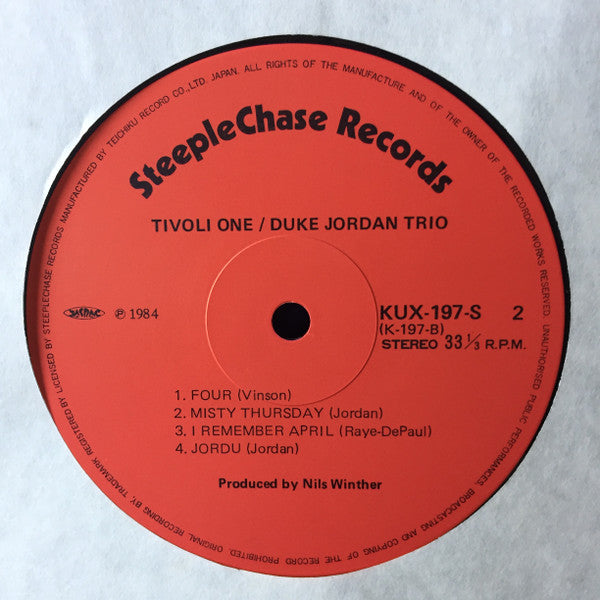 SteepleChase Records
TIVOLI ONE / DUKE JORDAN TRIO
JASRAC
℗ 1984
KUX-197-S 2
(K-197-B)
STEREO 33 1/3 R.P.M.
1. FOUR (Vinson)
2. MISTY THURSDAY (Jordan)
3. I REMEMBER APRIL (Raye-DePaul)
4. JORDU (Jordan)
Produced by Nils Winther
TRADEMARK REGISTERED BY LICENSED BY STEEPLECHASE RECORDS MANUFACTURED BY TEICHIKU RECORD CO., LTD. JAPAN. ALL RIGHTS OF THE MANUFACTURE AND OF THE OWNER OF THE RECORDED WORKS RESERVED. UNAUTHORISED PUBLIC PERFORMANCES, BROADCASTING AND COPYING OF THE RECORD PROHIBITED. ORIGINAL RECORDING BY,